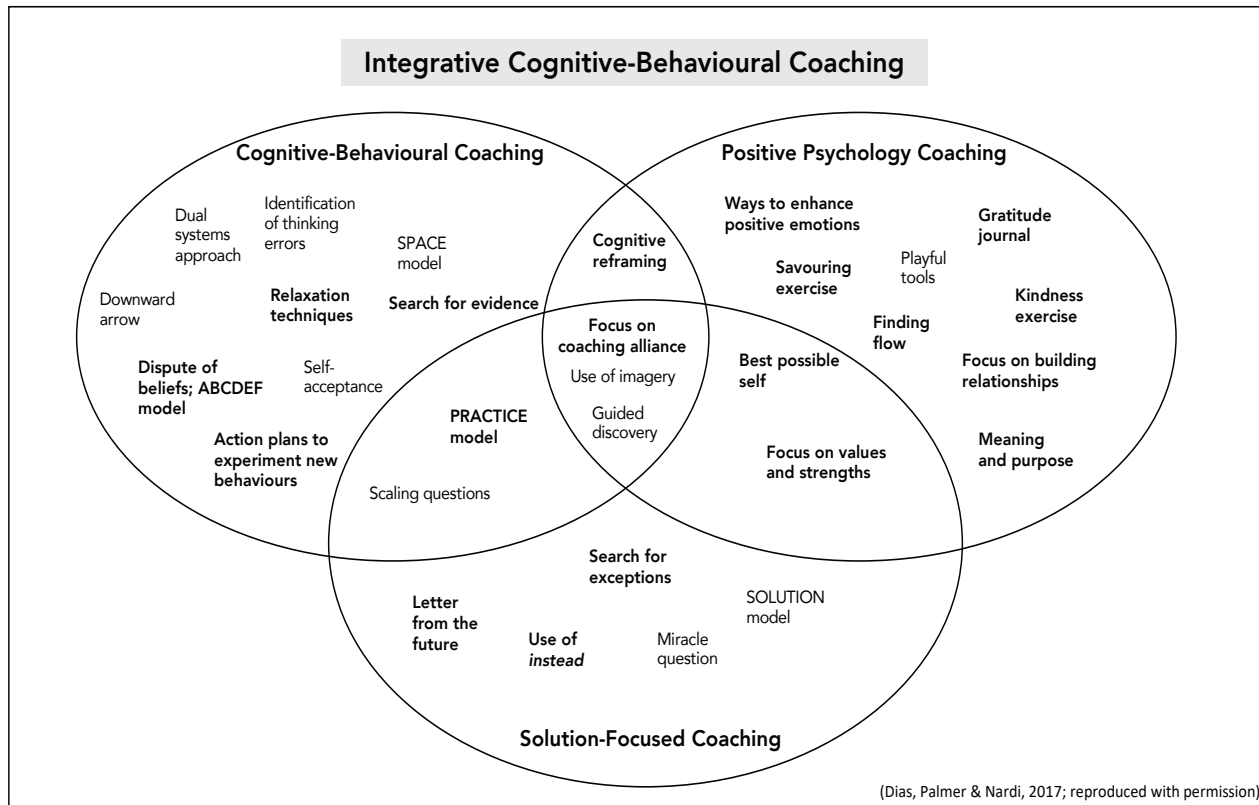 Integrative Cognitive-Behavioural Coaching
Cognitive-Behavioural Coaching
Dual
systems
approach
Identification
of thinking
errors
SPACE
model
Downward
arrow
Relaxation
techniques
Search for evidence
Dispute of
beliefs; ABCDEF
model
Self-
acceptance
Action plans to
experiment new
behaviours
Cognitive
reframing
Positive Psychology Coaching
Ways to enhance
positive emotions
Gratitude
journal
Savouring
exercise
Playful
tools
Kindness
exercise
Finding
flow
Focus on building
relationships
Meaning
and purpose
Focus on
coaching alliance
Use of imagery
Guided
discovery
Best possible
self
Focus on values
and strengths
PRACTICE
model
Scaling questions
Search for
exceptions
Letter
from the
future
Use of
instead
Miracle
question
SOLUTION
model
Solution-Focused Coaching
(Dias, Palmer & Nardi, 2017; reproduced with permission)